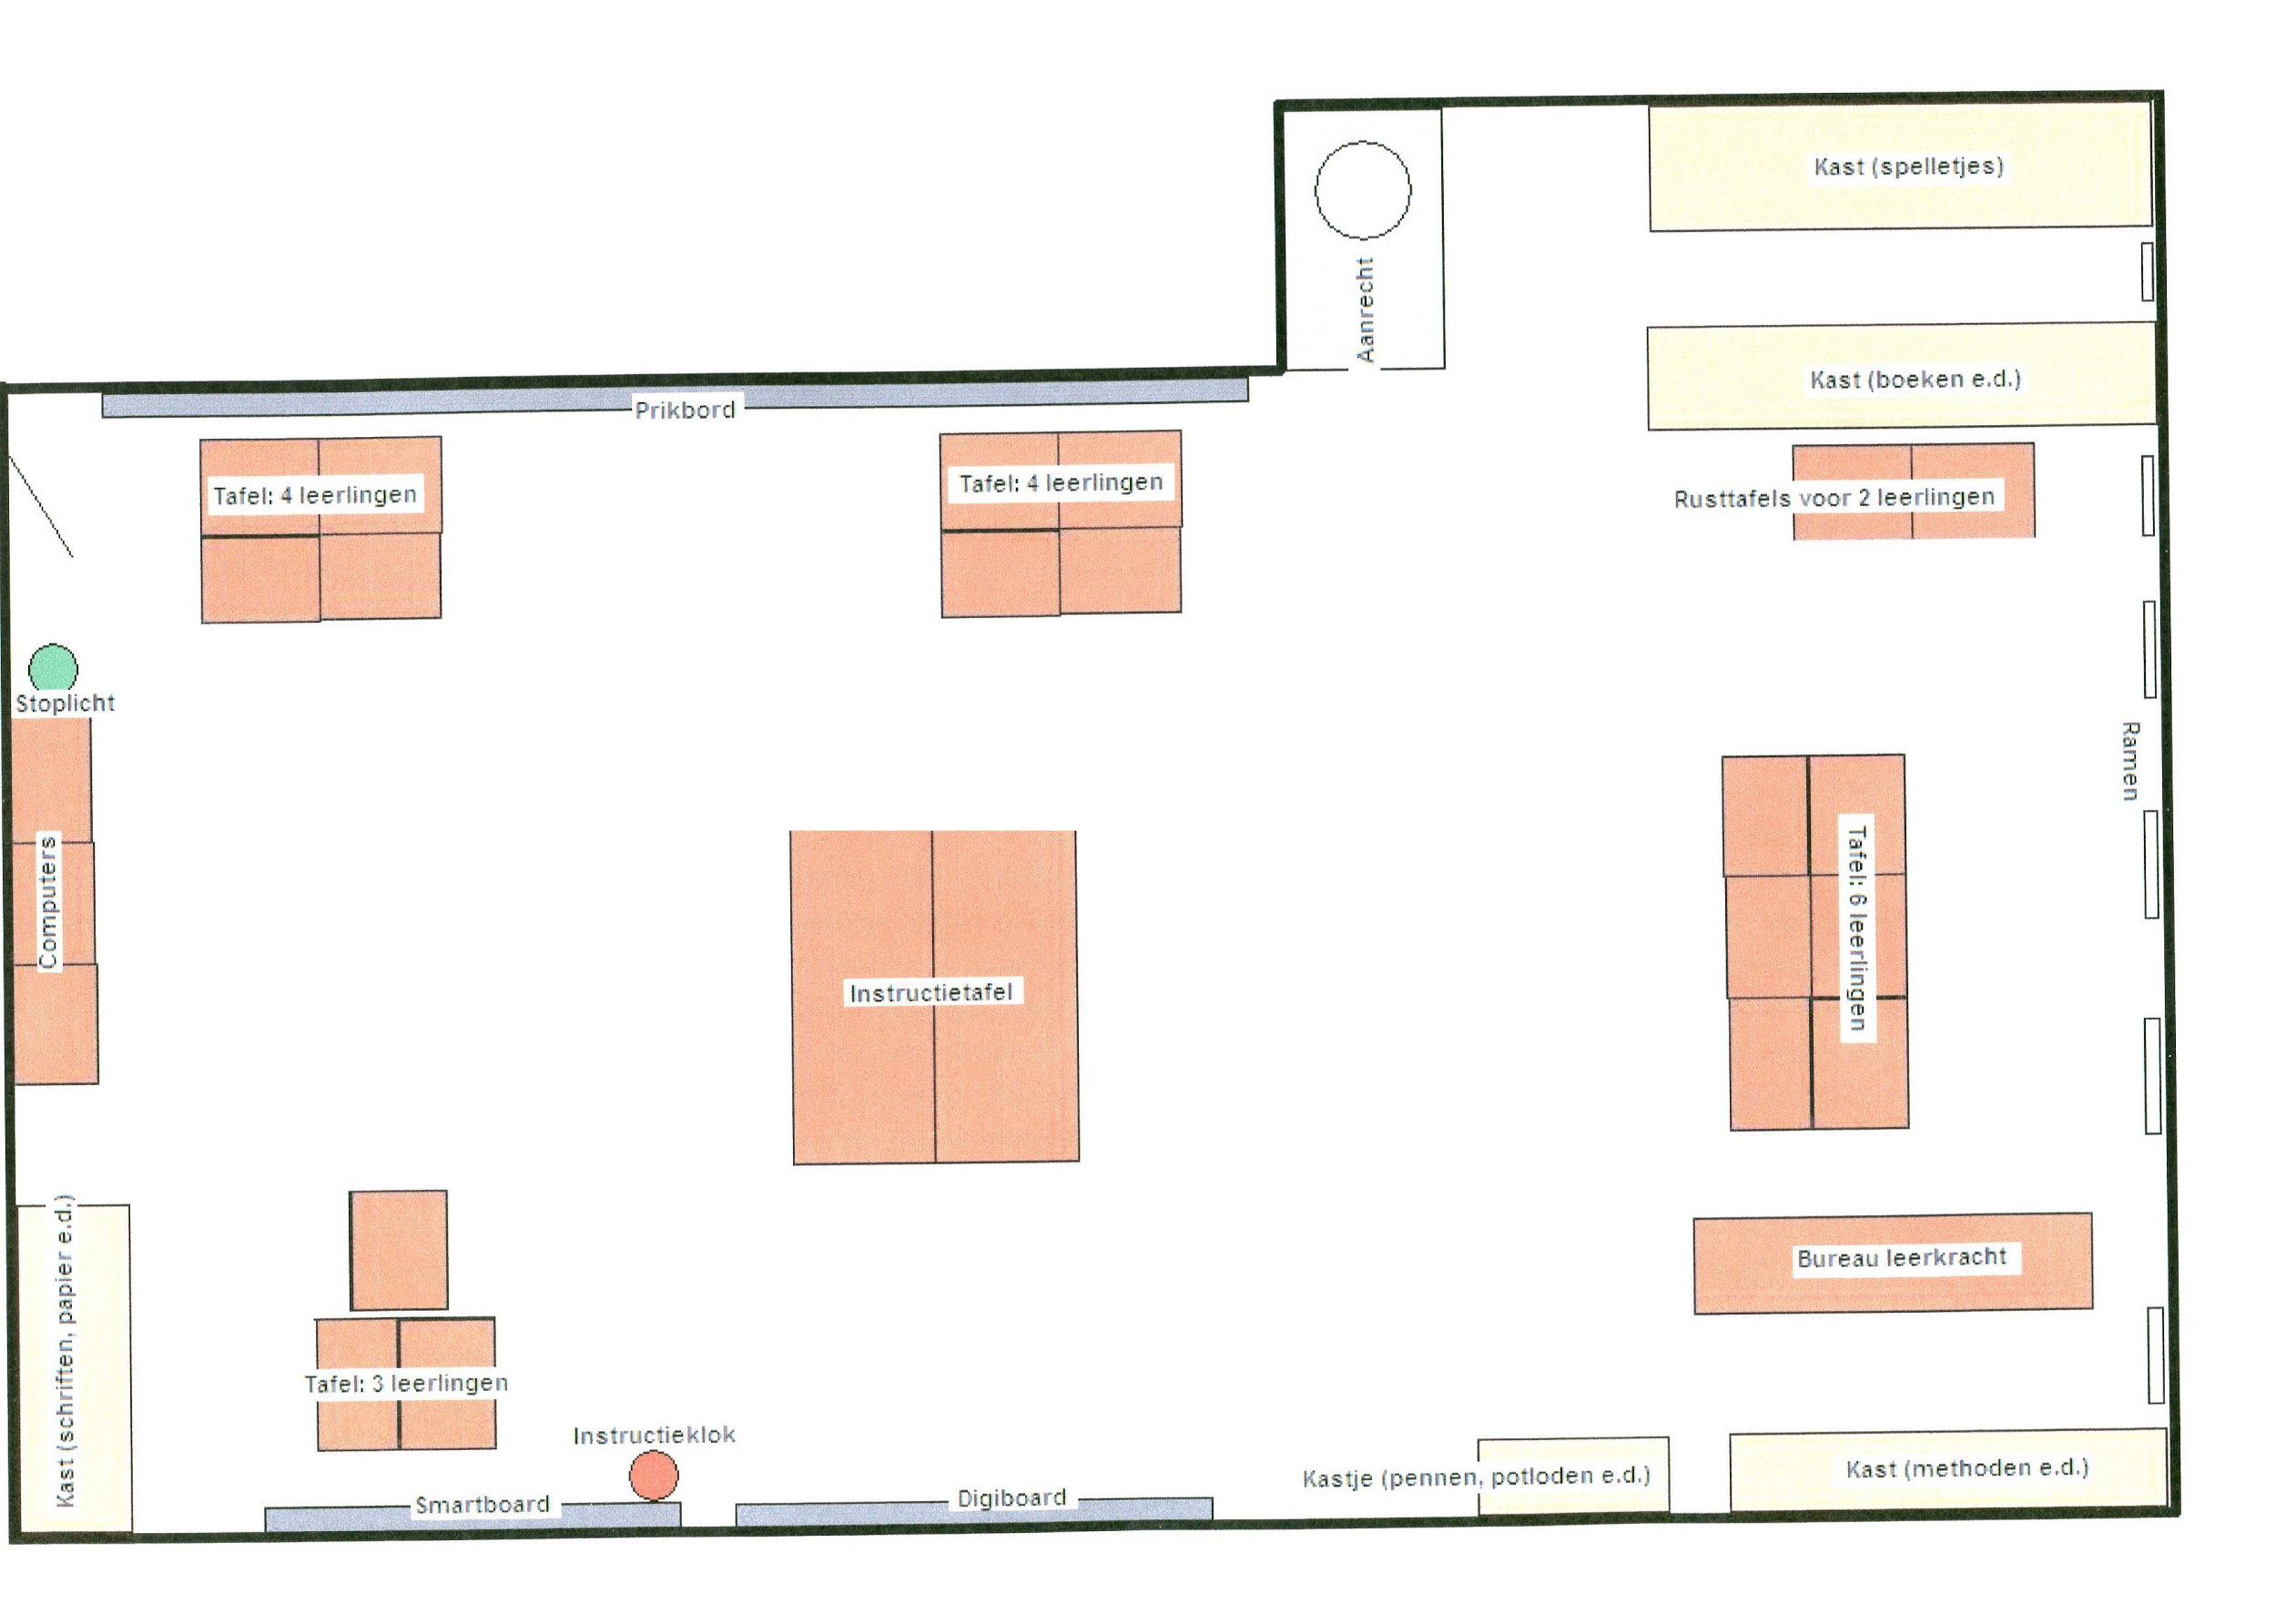 Kast (spelletjes)
Aanrecht
Kast (boeken e.d.)
Prikbord
Tafel: 4 leerlingen
Tafel: 4 leerlingen
Rusttafels voor 2 leerlingen
Stoplicht
Ramen
Computers
Tafel: 6 leerlingen
Instructietafel
Bureau leerkracht
Kast (schriften, papier e.d.)
Tafel: 3 leerlingen
Instructieklok
Smartboard
Digiboard
Kastje (pennen, potloden e.d.)
Kast (methoden e.d.)